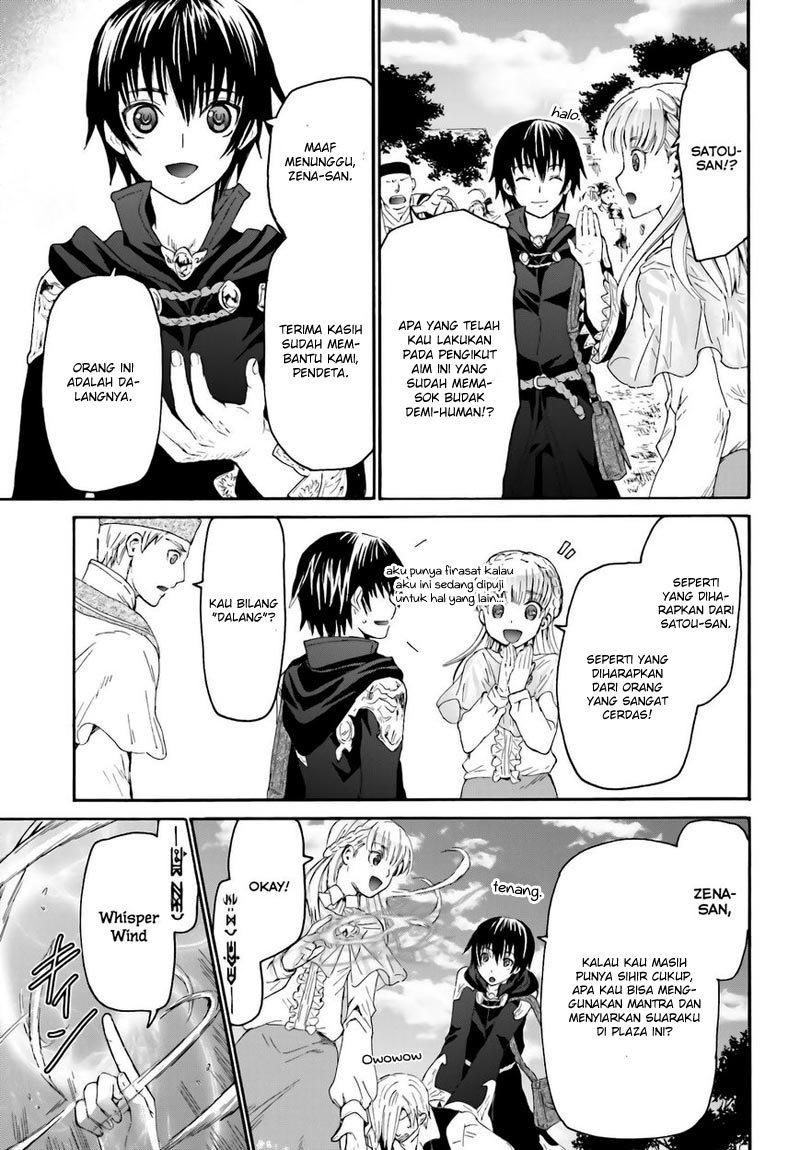 SATOU-
SAN!?
halo.
APA YANG TELAH
KAU LAKUKAN
PADA PENGIKUT
AIM INI YANG
SUDAH MEMA-
SOK BUDAK
DEMI-HUMAN!?
MAAF
MENUNGGU,
ZENA-SAN.
TERIMA KASIH
SUDAH MEM-
BANTU KAMI,
PENDETA.
ORANG INI
ADALAH DA-
LANGNYA.
SEPERTI
YANG DIHA-
RAPKAN DARI
SATOU-SAN.
SEPERTI YANG
DIHARAPKAN
DARI ORANG
YANG SANGAT
CERDAS!
aku punya firasat kalau
aku ini sedang dipuji
untuk hal yang lain...
KAU BILANG
"DALANG"?
ZENA-
SAN,
KALAU KAU MASIH
PUNYA SIHIR CUKUP,
APA KAU BISA MENG-
GUNAKAN MANTRA DAN
MENYIARKAN SUARAKU
DI PLAZA INI?
tenang.
Owowow
OKAY!
Whisper
Wind
キィン